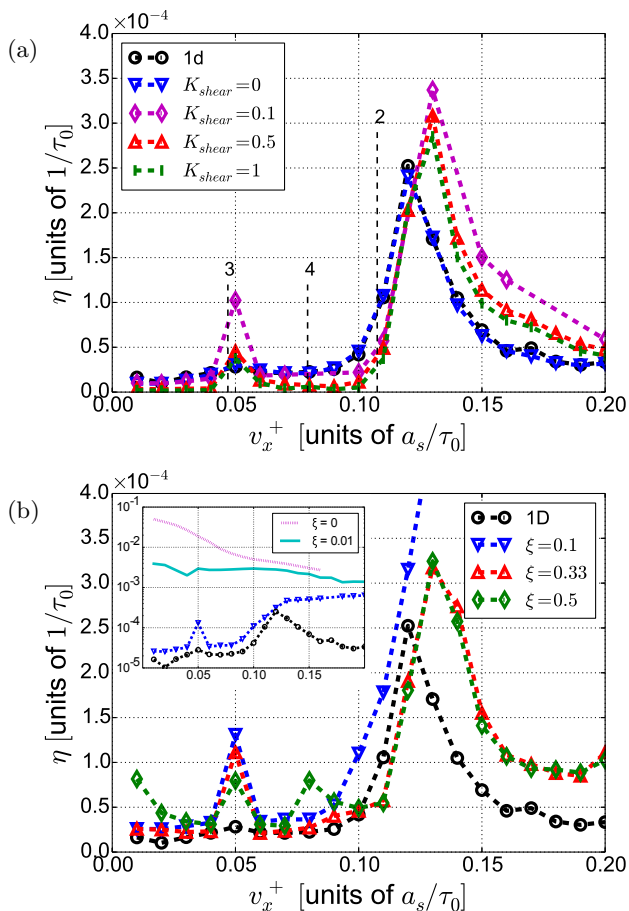 (a)
×10⁻⁴
4.0
3.5
3.0
2.5
2.0
1.5
1.0
0.5
0.0
η [units of 1/τ₀]
1d
K_shear=0
K_shear=0.1
K_shear=0.5
K_shear=1
3
4
2
0.00 0.05 0.10 0.15 0.20
v_x⁺ [units of a_s/τ₀]
(b)
×10⁻⁴
4.0
3.5
3.0
2.5
2.0
1.5
1.0
0.5
0.0
η [units of 1/τ₀]
10⁻¹
10⁻²
10⁻³
10⁻⁴
10⁻⁵
ξ = 0
ξ = 0.01
0.05 0.10 0.15
1D
ξ=0.1
ξ=0.33
ξ=0.5
0.00 0.05 0.10 0.15 0.20
v_x⁺ [units of a_s/τ₀]